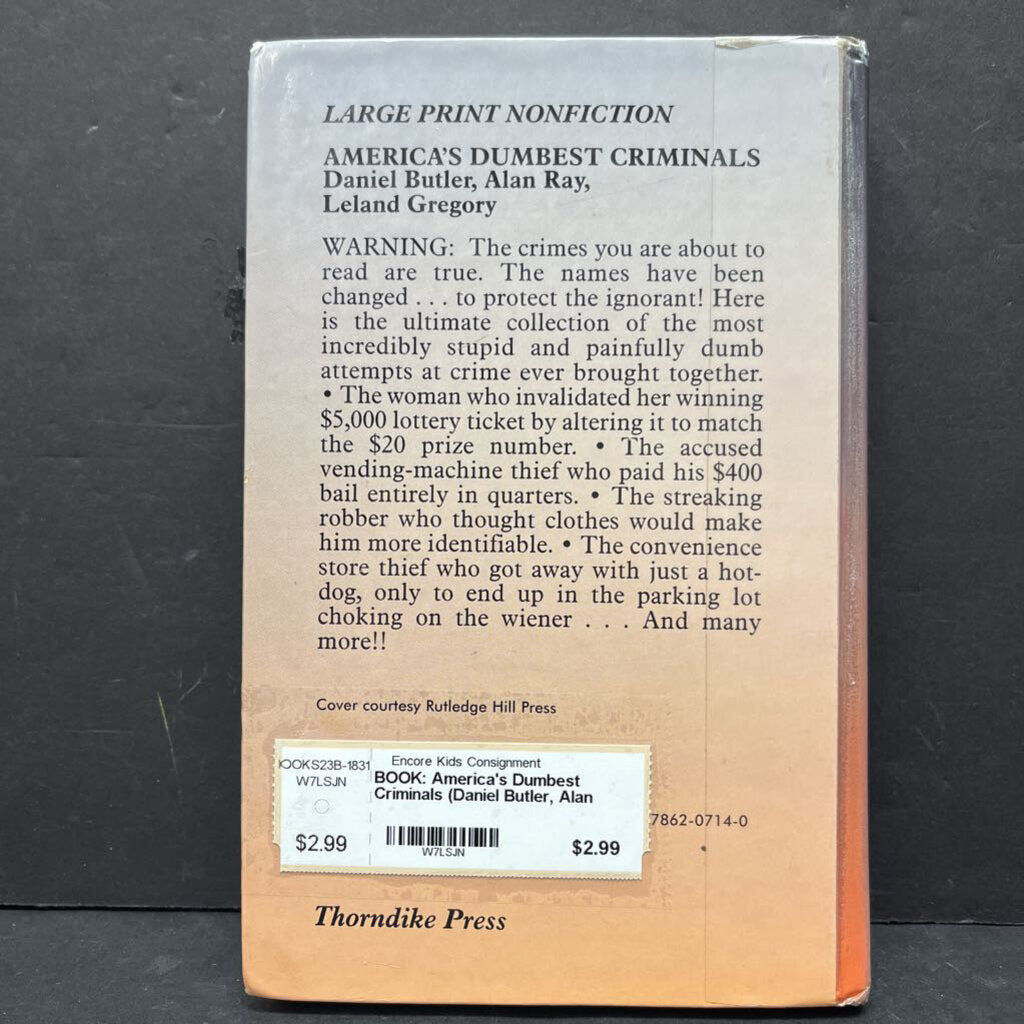 LARGE PRINT NONFICTION
AMERICA'S DUMBEST CRIMINALS
Daniel Butler, Alan Ray,
Leland Gregory
WARNING: The crimes you are about to
read are true. The names have been
changed . . . to protect the ignorant! Here
is the ultimate collection of the most
incredibly stupid and painfully dumb
attempts at crime ever brought together.
• The woman who invalidated her winning
$5,000 lottery ticket by altering it to match
the $20 prize number. • The accused
vending-machine thief who paid his $400
bail entirely in quarters. • The streaking
robber who thought clothes would make
him more identifiable. • The convenience
store thief who got away with just a hot-
dog, only to end up in the parking lot
choking on the wiener . . . And many
more!!
Cover courtesy Rutledge Hill Press
OOKS23B-1831
W7LSJN
$2.99
Encore Kids Consignment
BOOK: America's Dumbest
Criminals (Daniel Butler, Alan
W7LSJN
$2.99
7862-0714-0
Thorndike Press